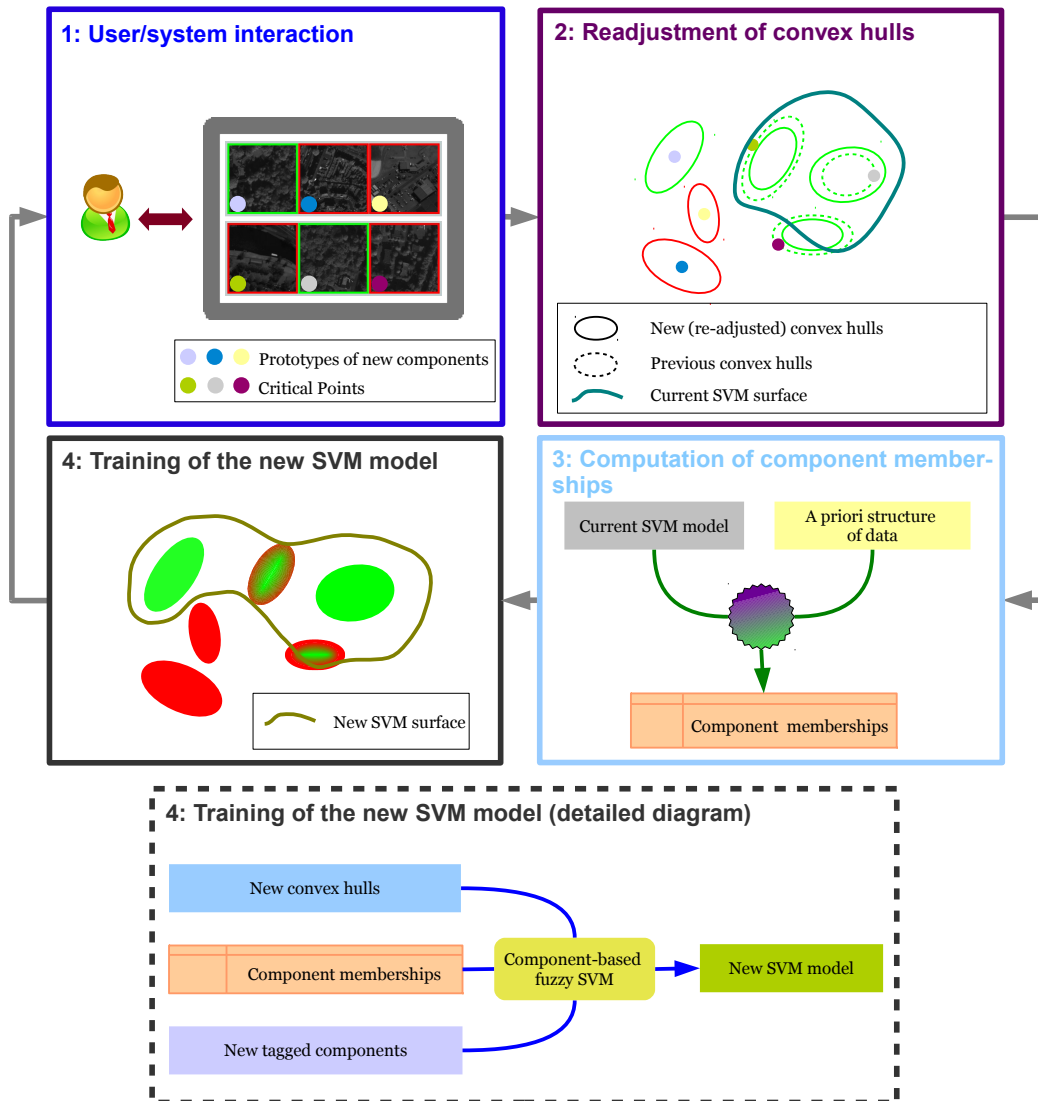 1: User/system interaction
Prototypes of new components
Critical Points
2: Readjustment of convex hulls
New (re-adjusted) convex hulls
Previous convex hulls
Current SVM surface
3: Computation of component member-
ships
Current SVM model
A priori structure
of data
Component memberships
4: Training of the new SVM model
New SVM surface
4: Training of the new SVM model (detailed diagram)
New convex hulls
Component memberships
New tagged components
Component-based
fuzzy SVM
New SVM model